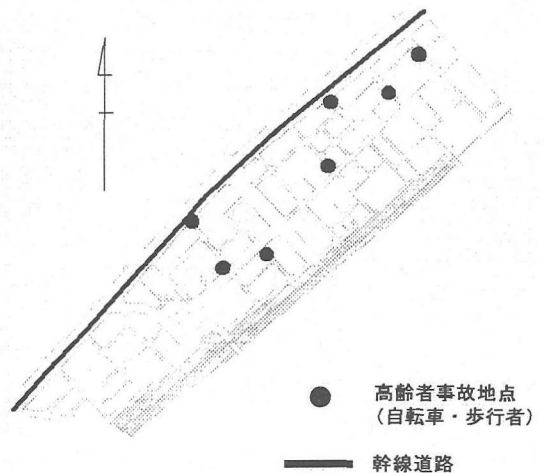 高齢者事故地点
（自転車・歩行者）
幹線道路